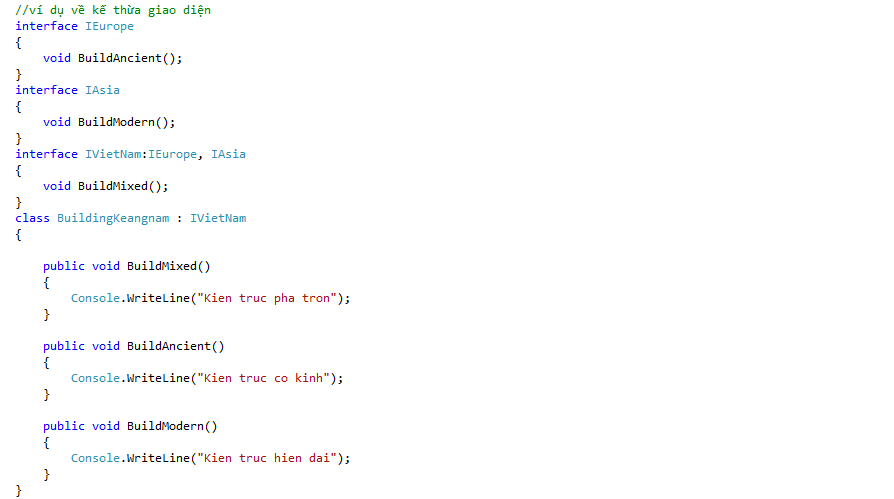 //ví dụ về kế thừa giao diện
interface IEurope
{
    void BuildAncient();
}
interface IAsia
{
    void BuildModern();
}
interface IVietNam:IEurope, IAsia
{
    void BuildMixed();
}
class BuildingKeangnam : IVietNam
{

    public void BuildMixed()
    {
        Console.WriteLine("Kien truc pha tron");
    }

    public void BuildAncient()
    {
        Console.WriteLine("Kien truc co kinh");
    }

    public void BuildModern()
    {
        Console.WriteLine("Kien truc hien dai");
    }
}